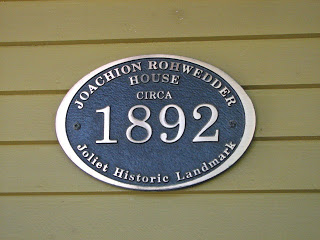 JOACHION ROHWEDDER
HOUSE
CIRCA
1892
Joliet Historic Landmark